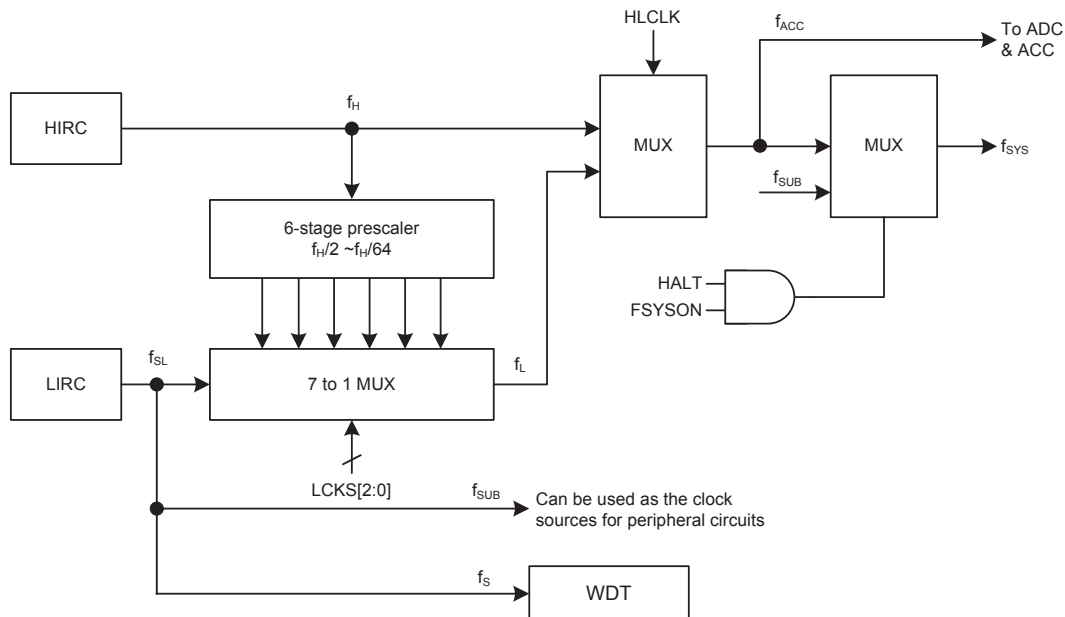 HLCLK
fACC
To ADC
& ACC
HIRC
fH
MUX
MUX
fSYS
fSUB
6-stage prescaler
fH/2 ~fH/64
HALT
FSYSON
LIRC
fSL
7 to 1 MUX
fL
LCKS[2:0]
fSUB
Can be used as the clock
sources for peripheral circuits
fS
WDT